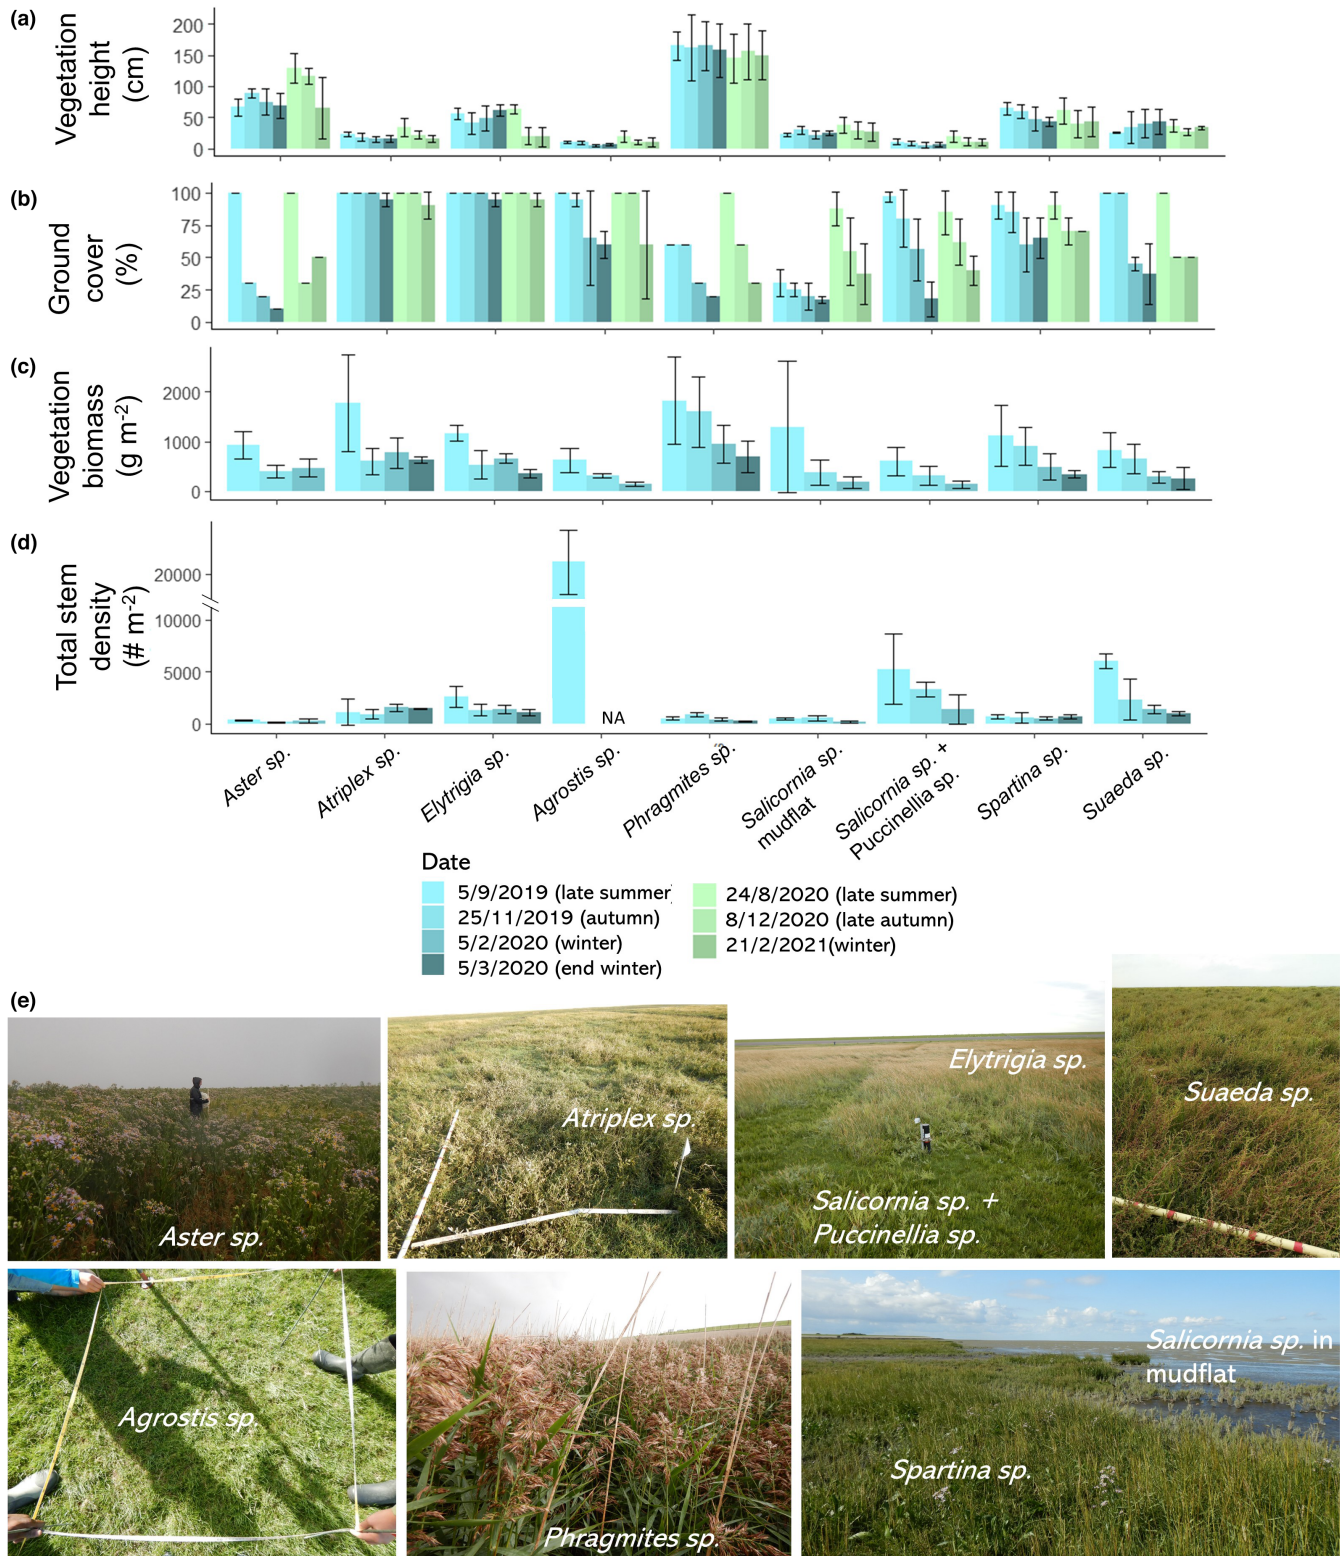 (a)
Vegetation
height
(cm)
200
150
100
50
0
(b)
Ground
cover
(%)
100
75
50
25
0
(c)
Vegetation
biomass
(g m-2)
2000
1000
0
(d)
Total stem
density
(# m-2)
20000
10000
5000
0
NA
Aster sp.
Atriplex sp.
Elytrigia sp.
Agrostis sp.
Phragmites sp.
Salicornia sp.
mudflat
Salicornia sp. +
Puccinellia sp.
Spartina sp.
Suaeda sp.
Date
5/9/2019 (late summer
25/11/2019 (autumn)
5/2/2020 (winter)
5/3/2020 (end winter)
24/8/2020 (late summer)
8/12/2020 (late autumn)
21/2/2021(winter)
(e)
Aster sp.
Atriplex sp.
Elytrigia sp.
Salicornia sp. +
Puccinellia sp.
Suaeda sp.
Agrostis sp.
Phragmites sp.
Salicornia sp. in
mudflat
Spartina sp.